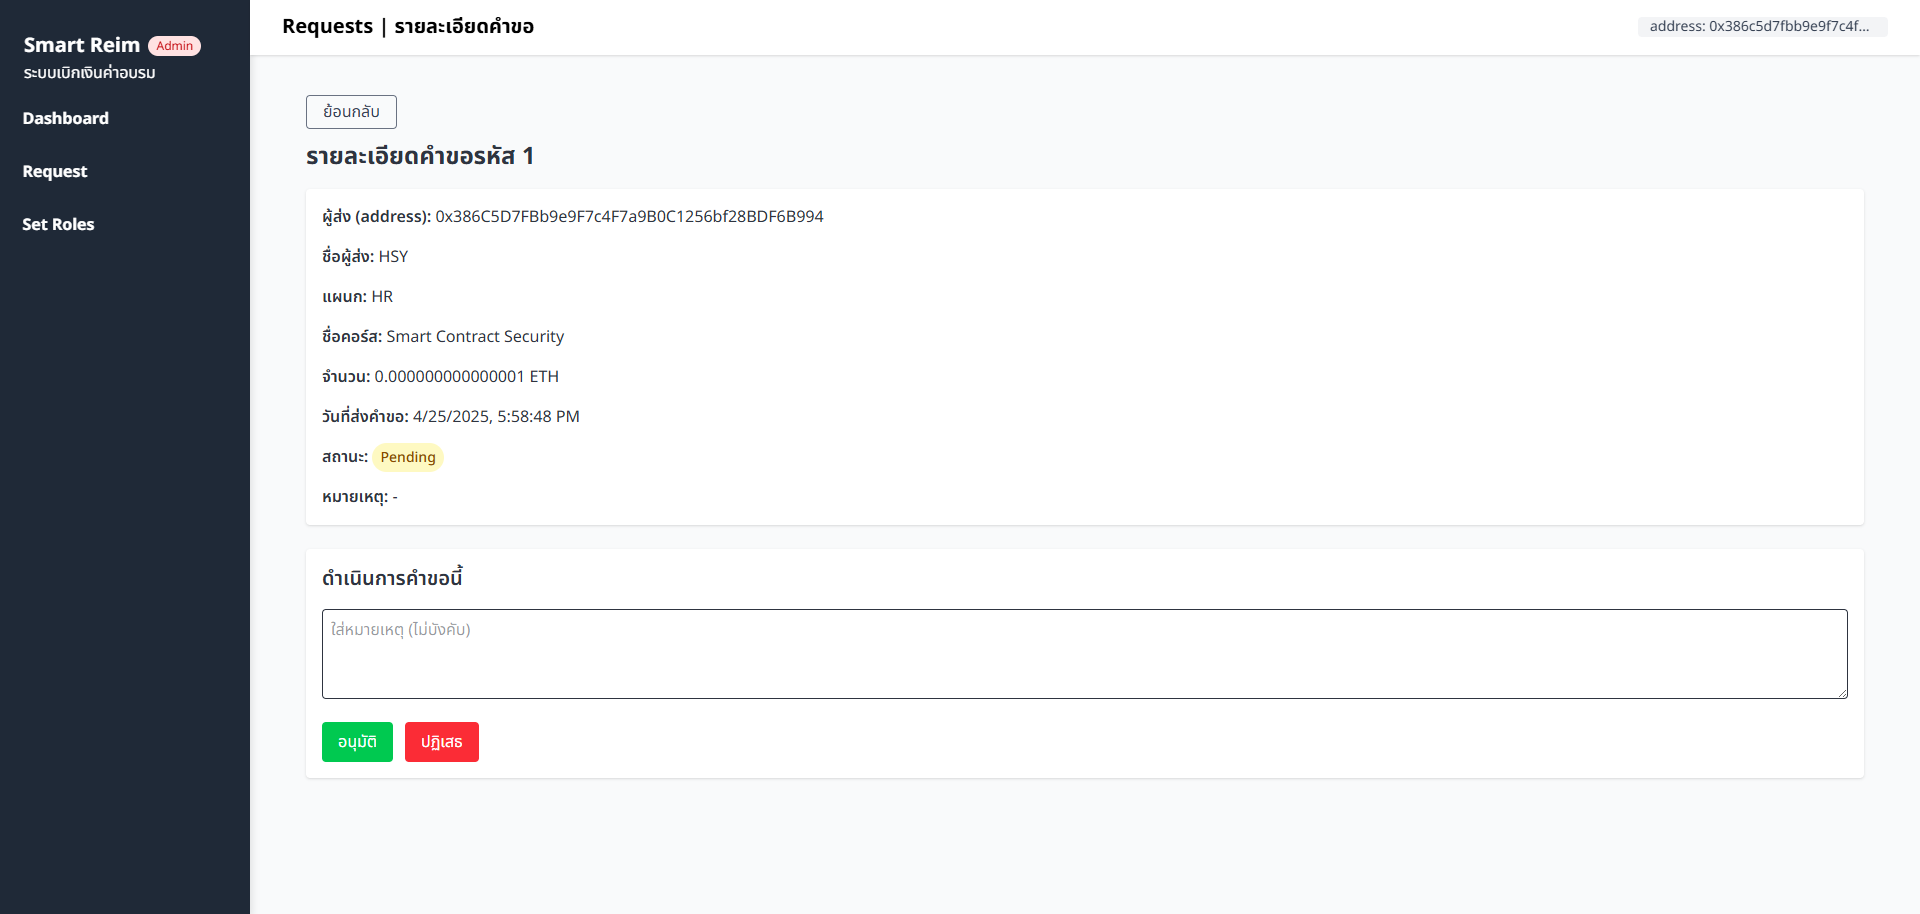 Smart Reim Admin
ระบบเบิกเงินค่าอบรม
Dashboard
Request
Set Roles
Requests | รายละเอียดคำขอ
address: 0x386c5d7fbb9e9f7c4f...
ย้อนกลับ
รายละเอียดคำขอรหัส 1
ผู้ส่ง (address): 0x386C5D7FBb9e9F7c4F7a9B0C1256bf28BDF6B994
ชื่อผู้ส่ง: HSY
แผนก: HR
ชื่อคอร์ส: Smart Contract Security
จำนวน: 0.000000000000001 ETH
วันที่ส่งคำขอ: 4/25/2025, 5:58:48 PM
สถานะ: Pending
หมายเหตุ: -
ดำเนินการคำขอนี้
ใส่หมายเหตุ (ไม่บังคับ)
อนุมัติ ปฏิเสธ